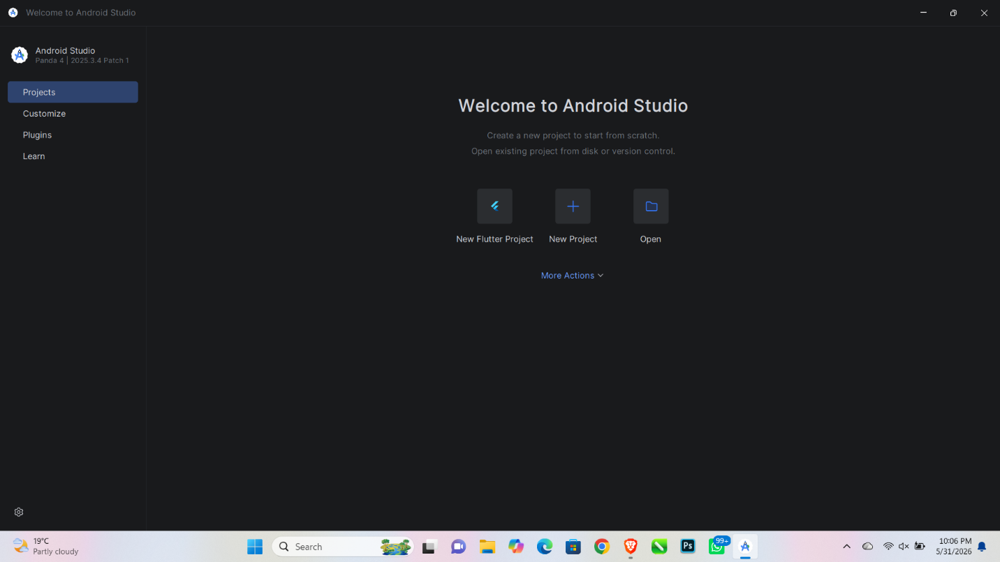 Welcome to Android Studio
Android Studio
Panda 4 | 2025.3.4 Patch 1
Projects
Customize
Plugins
Learn
Welcome to Android Studio
Create a new project to start from scratch.
Open existing project from disk or version control.
New Flutter Project
New Project
Open
More Actions
19°C
Partly cloudy
Search
Ps
99+
10:06 PM
5/31/2026